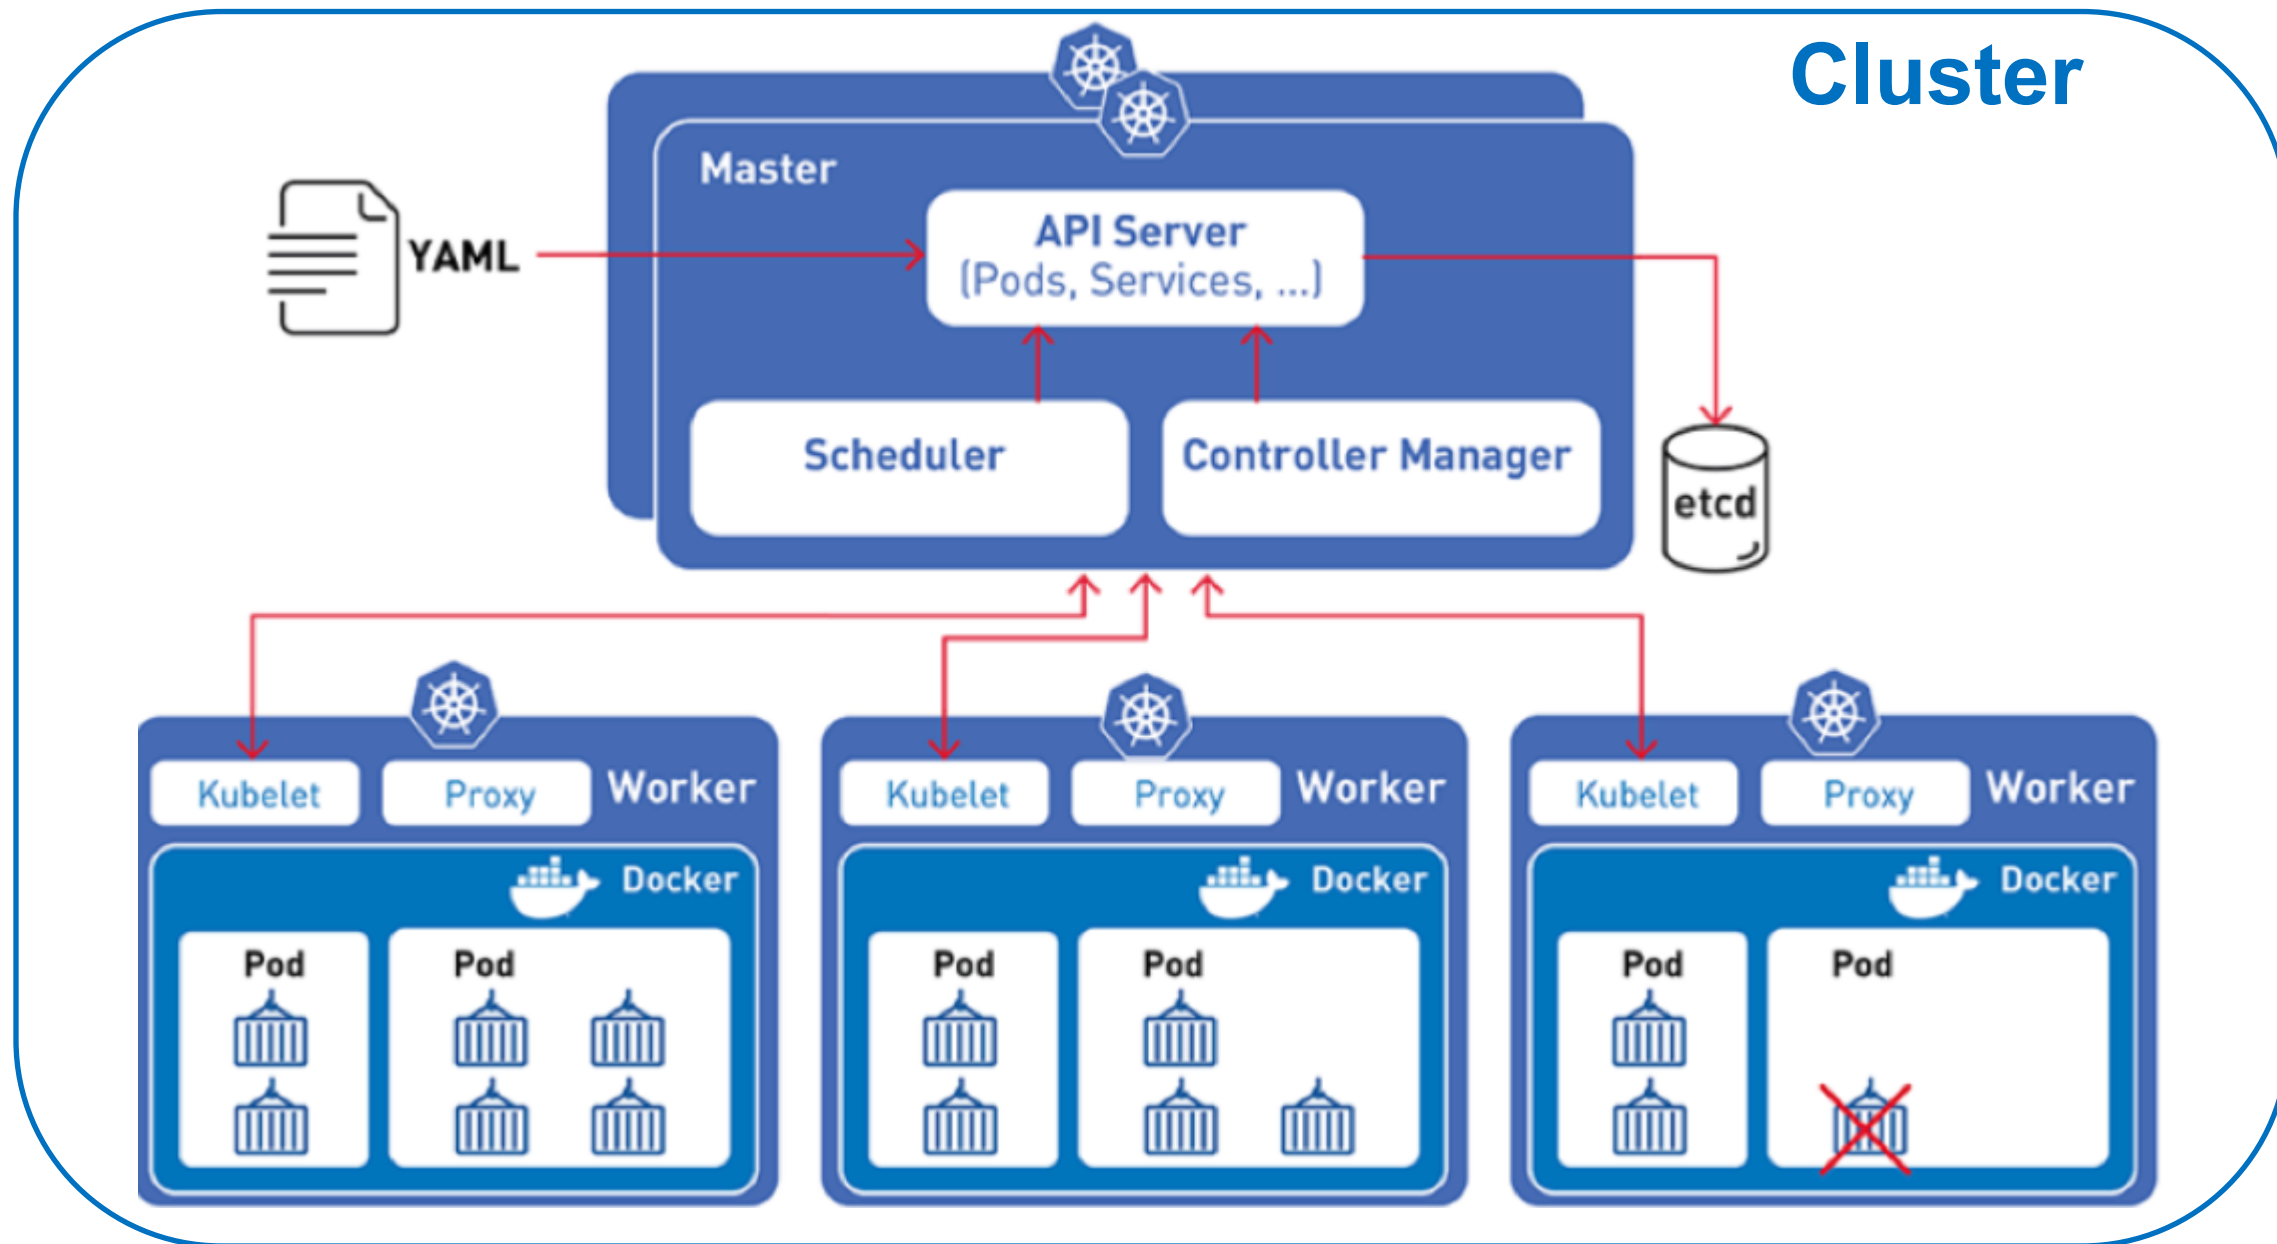 Cluster
Master
API Server
(Pods, Services, ...)
YAML
Scheduler
Controller Manager
etcd
Kubelet
Proxy
Worker
Docker
Pod
Pod
Kubelet
Proxy
Worker
Docker
Pod
Pod
Kubelet
Proxy
Worker
Docker
Pod
Pod